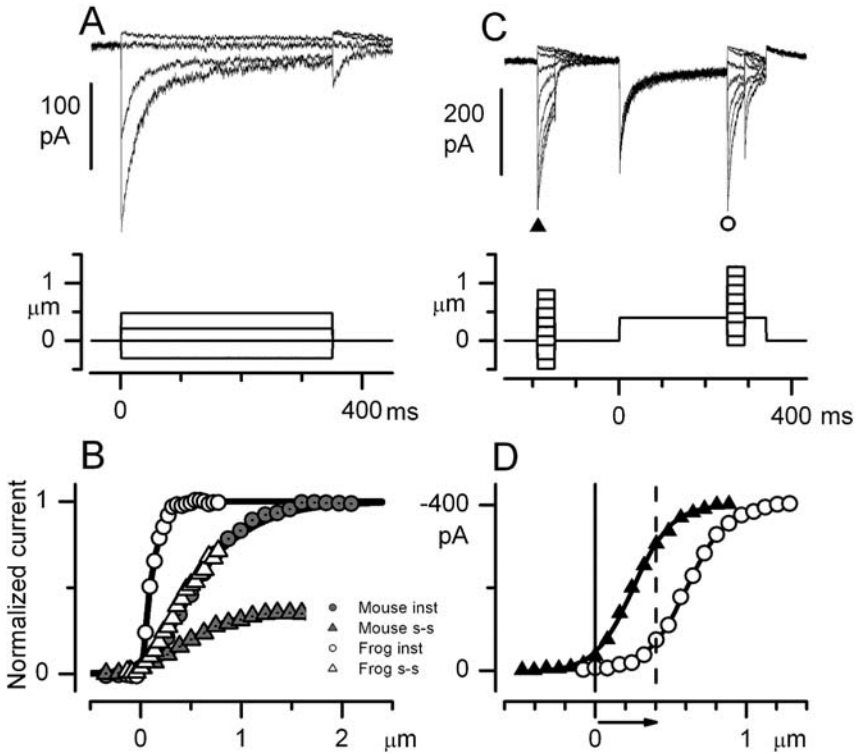 A
100
pA
1
μm
0
0
400 ms
C
200
pA
1
μm
0
0
400 ms
B
Normalized current
1
0
Mouse inst
Mouse s-s
Frog inst
Frog s-s
0
1
2
μm
D
-400
pA
0
0
1
μm